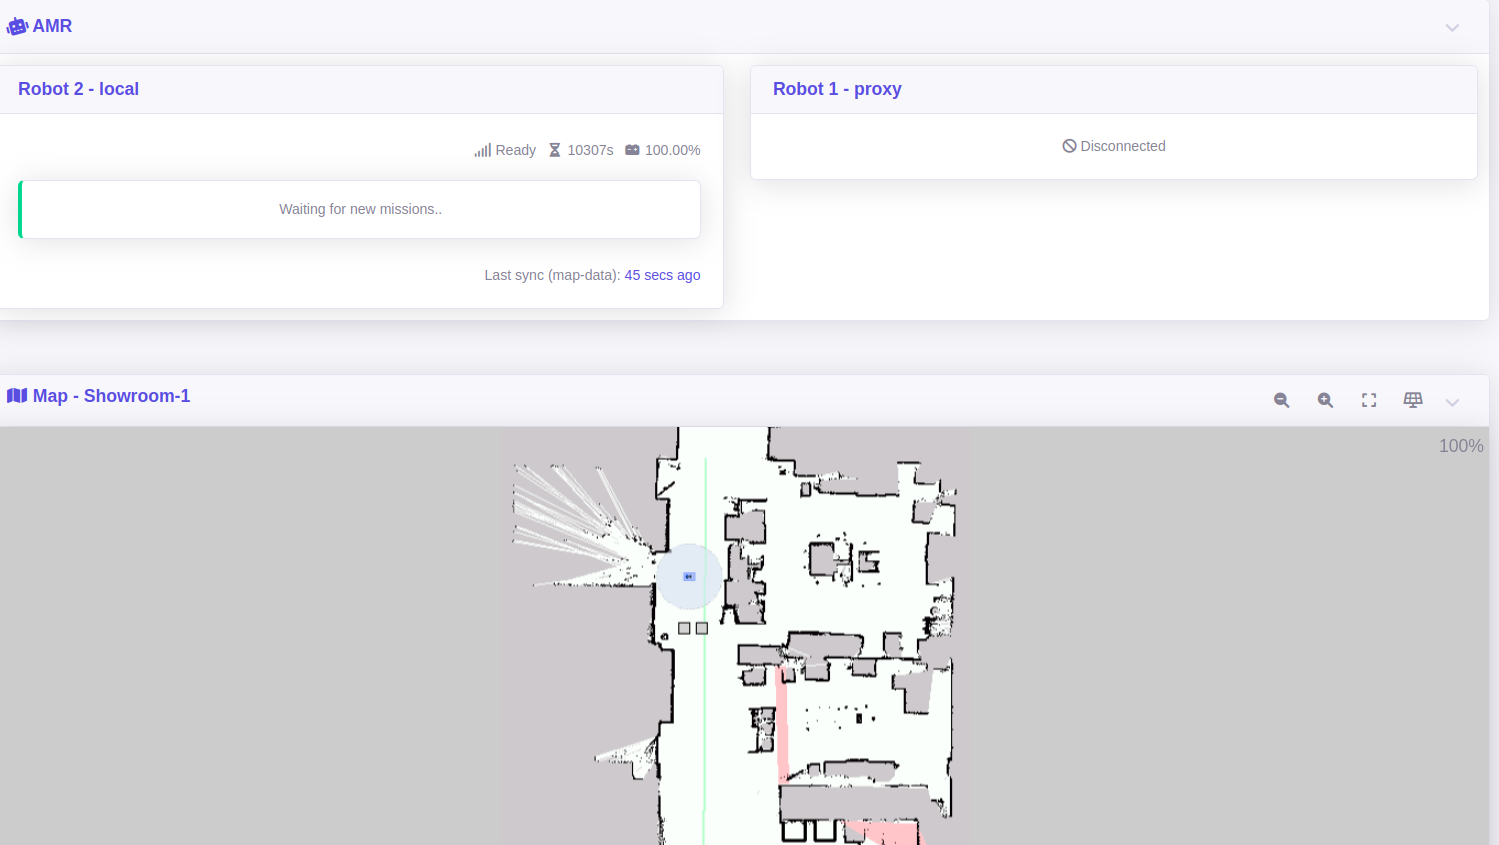 AMR
Robot 2 - local
Ready 10307s 100.00%
Waiting for new missions..
Last sync (map-data): 45 secs ago
Robot 1 - proxy
Disconnected
Map - Showroom-1
100%